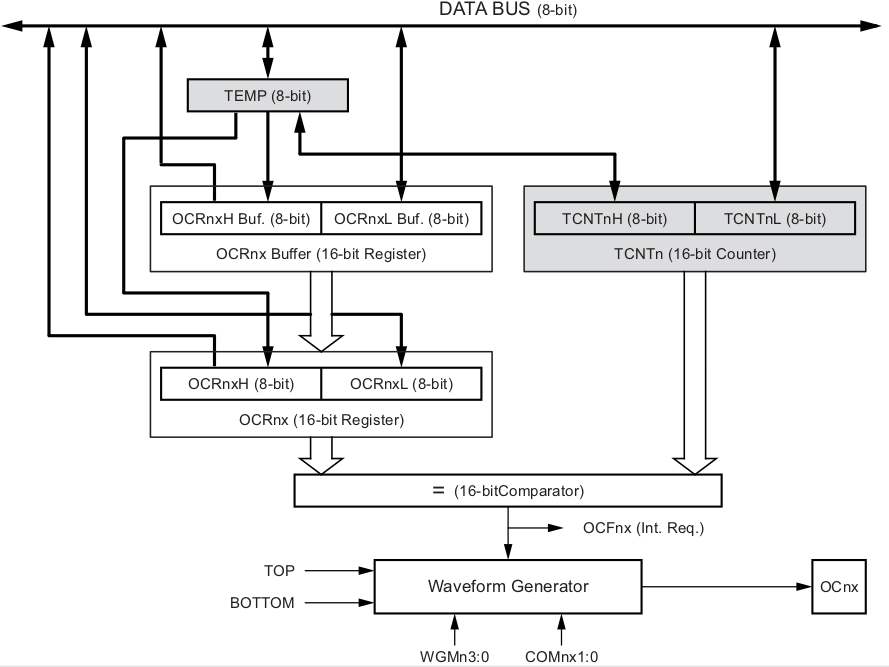 DATA BUS (8-bit)
TEMP (8-bit)
OCRnxH Buf. (8-bit) OCRnxL Buf. (8-bit)
OCRnx Buffer (16-bit Register)
TCNTnH (8-bit) TCNTnL (8-bit)
TCNTn (16-bit Counter)
OCRnxH (8-bit) OCRnxL (8-bit)
OCRnx (16-bit Register)
= (16-bitComparator)
OCFnx (Int. Req.)
TOP
BOTTOM
Waveform Generator
OCnx
WGMn3:0 COMnx1:0